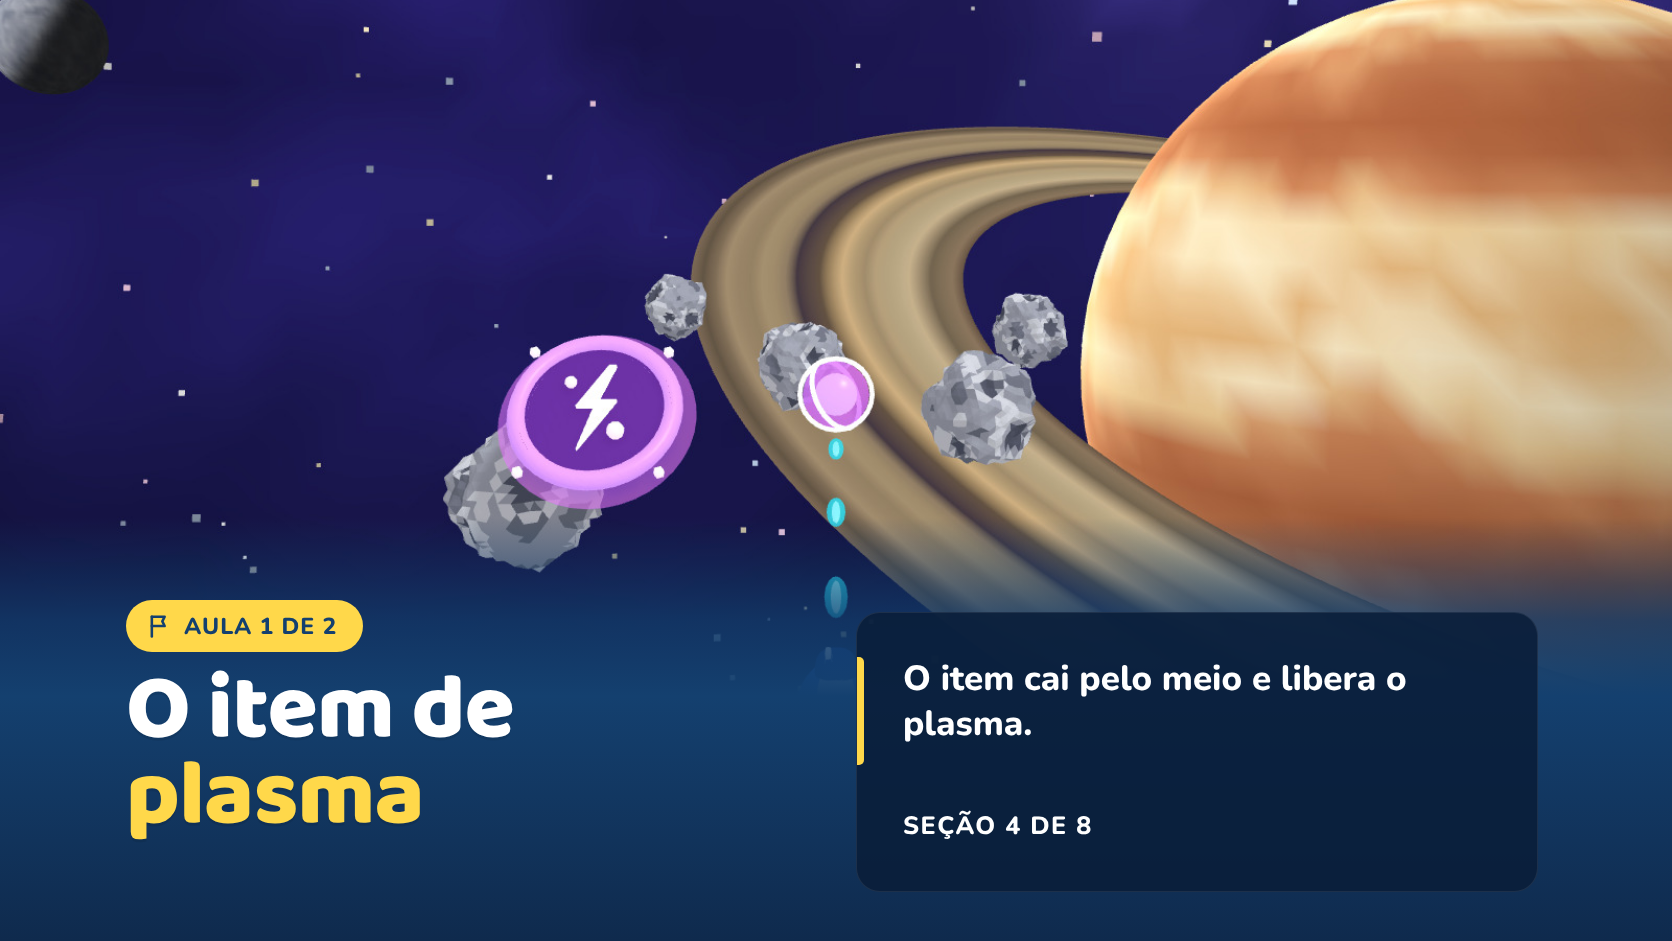 AULA 1 DE 2
O item de
plasma
O item cai pelo meio e libera o
plasma.
SEÇÃO 4 DE 8